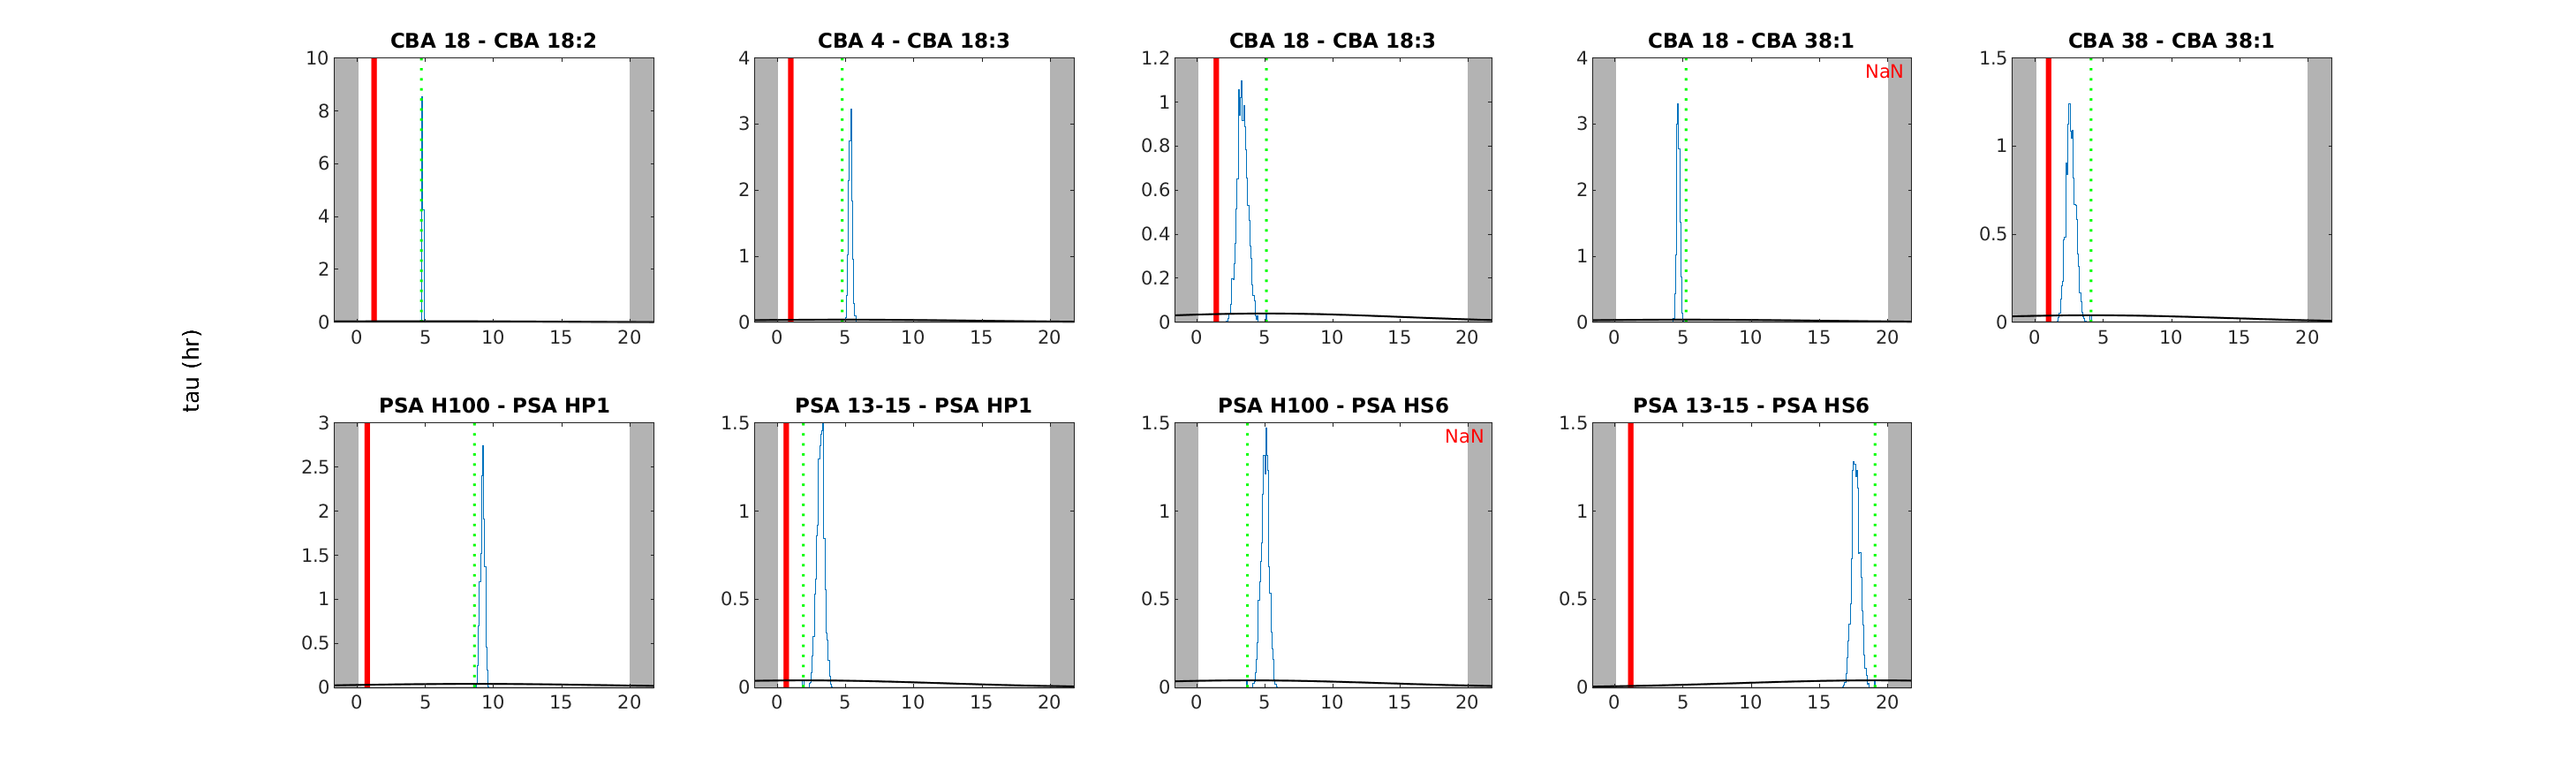 CBA 18 - CBA 18:2
CBA 4 - CBA 18:3
CBA 18 - CBA 18:3
CBA 18 - CBA 38:1
CBA 38 - CBA 38:1
10
8
6
4
2
0
0 5 10 15 20
4
3
2
1
0
0 5 10 15 20
1.2
1
0.8
0.6
0.4
0.2
0
0 5 10 15 20
4
3
2
1
0
NaN
0 5 10 15 20
1.5
1
0.5
0
0 5 10 15 20
tau (hr)
PSA H100 - PSA HP1
PSA 13-15 - PSA HP1
PSA H100 - PSA HS6
PSA 13-15 - PSA HS6
3
2.5
2
1.5
1
0.5
0
0 5 10 15 20
1.5
1
0.5
0
0 5 10 15 20
1.5
1
0.5
0
NaN
0 5 10 15 20
1.5
1
0.5
0
0 5 10 15 20